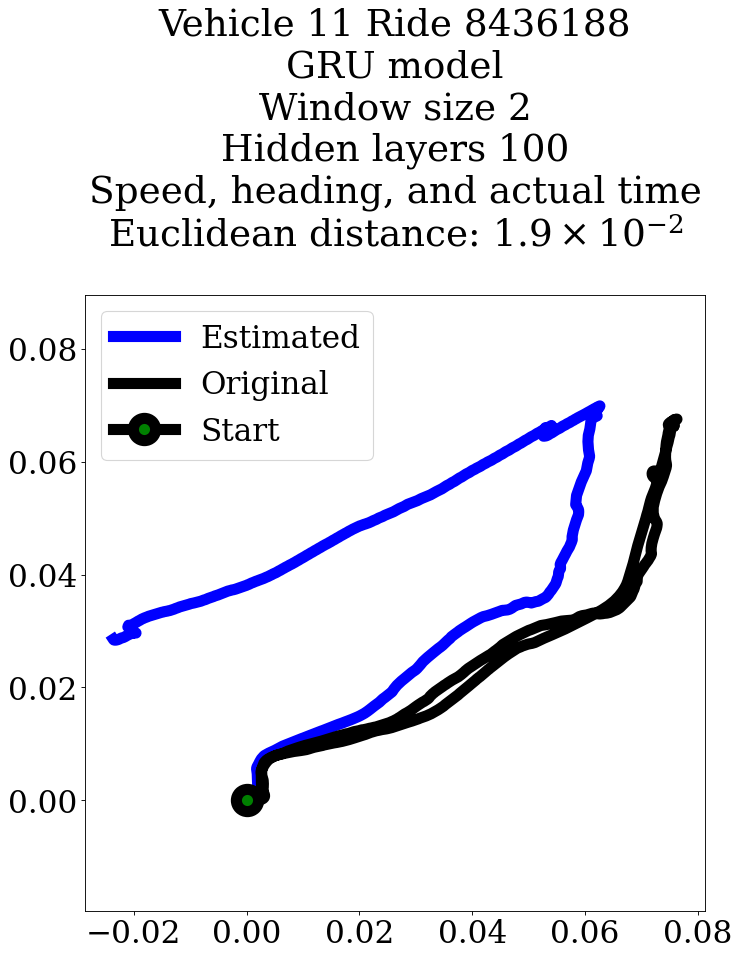 Vehicle 11 Ride 8436188
GRU model
Window size 2
Hidden layers 100
Speed, heading, and actual time
Euclidean distance: 1.9 × 10⁻²
Estimated
Original
Start
0.08
0.06
0.04
0.02
0.00
−0.02 0.00 0.02 0.04 0.06 0.08